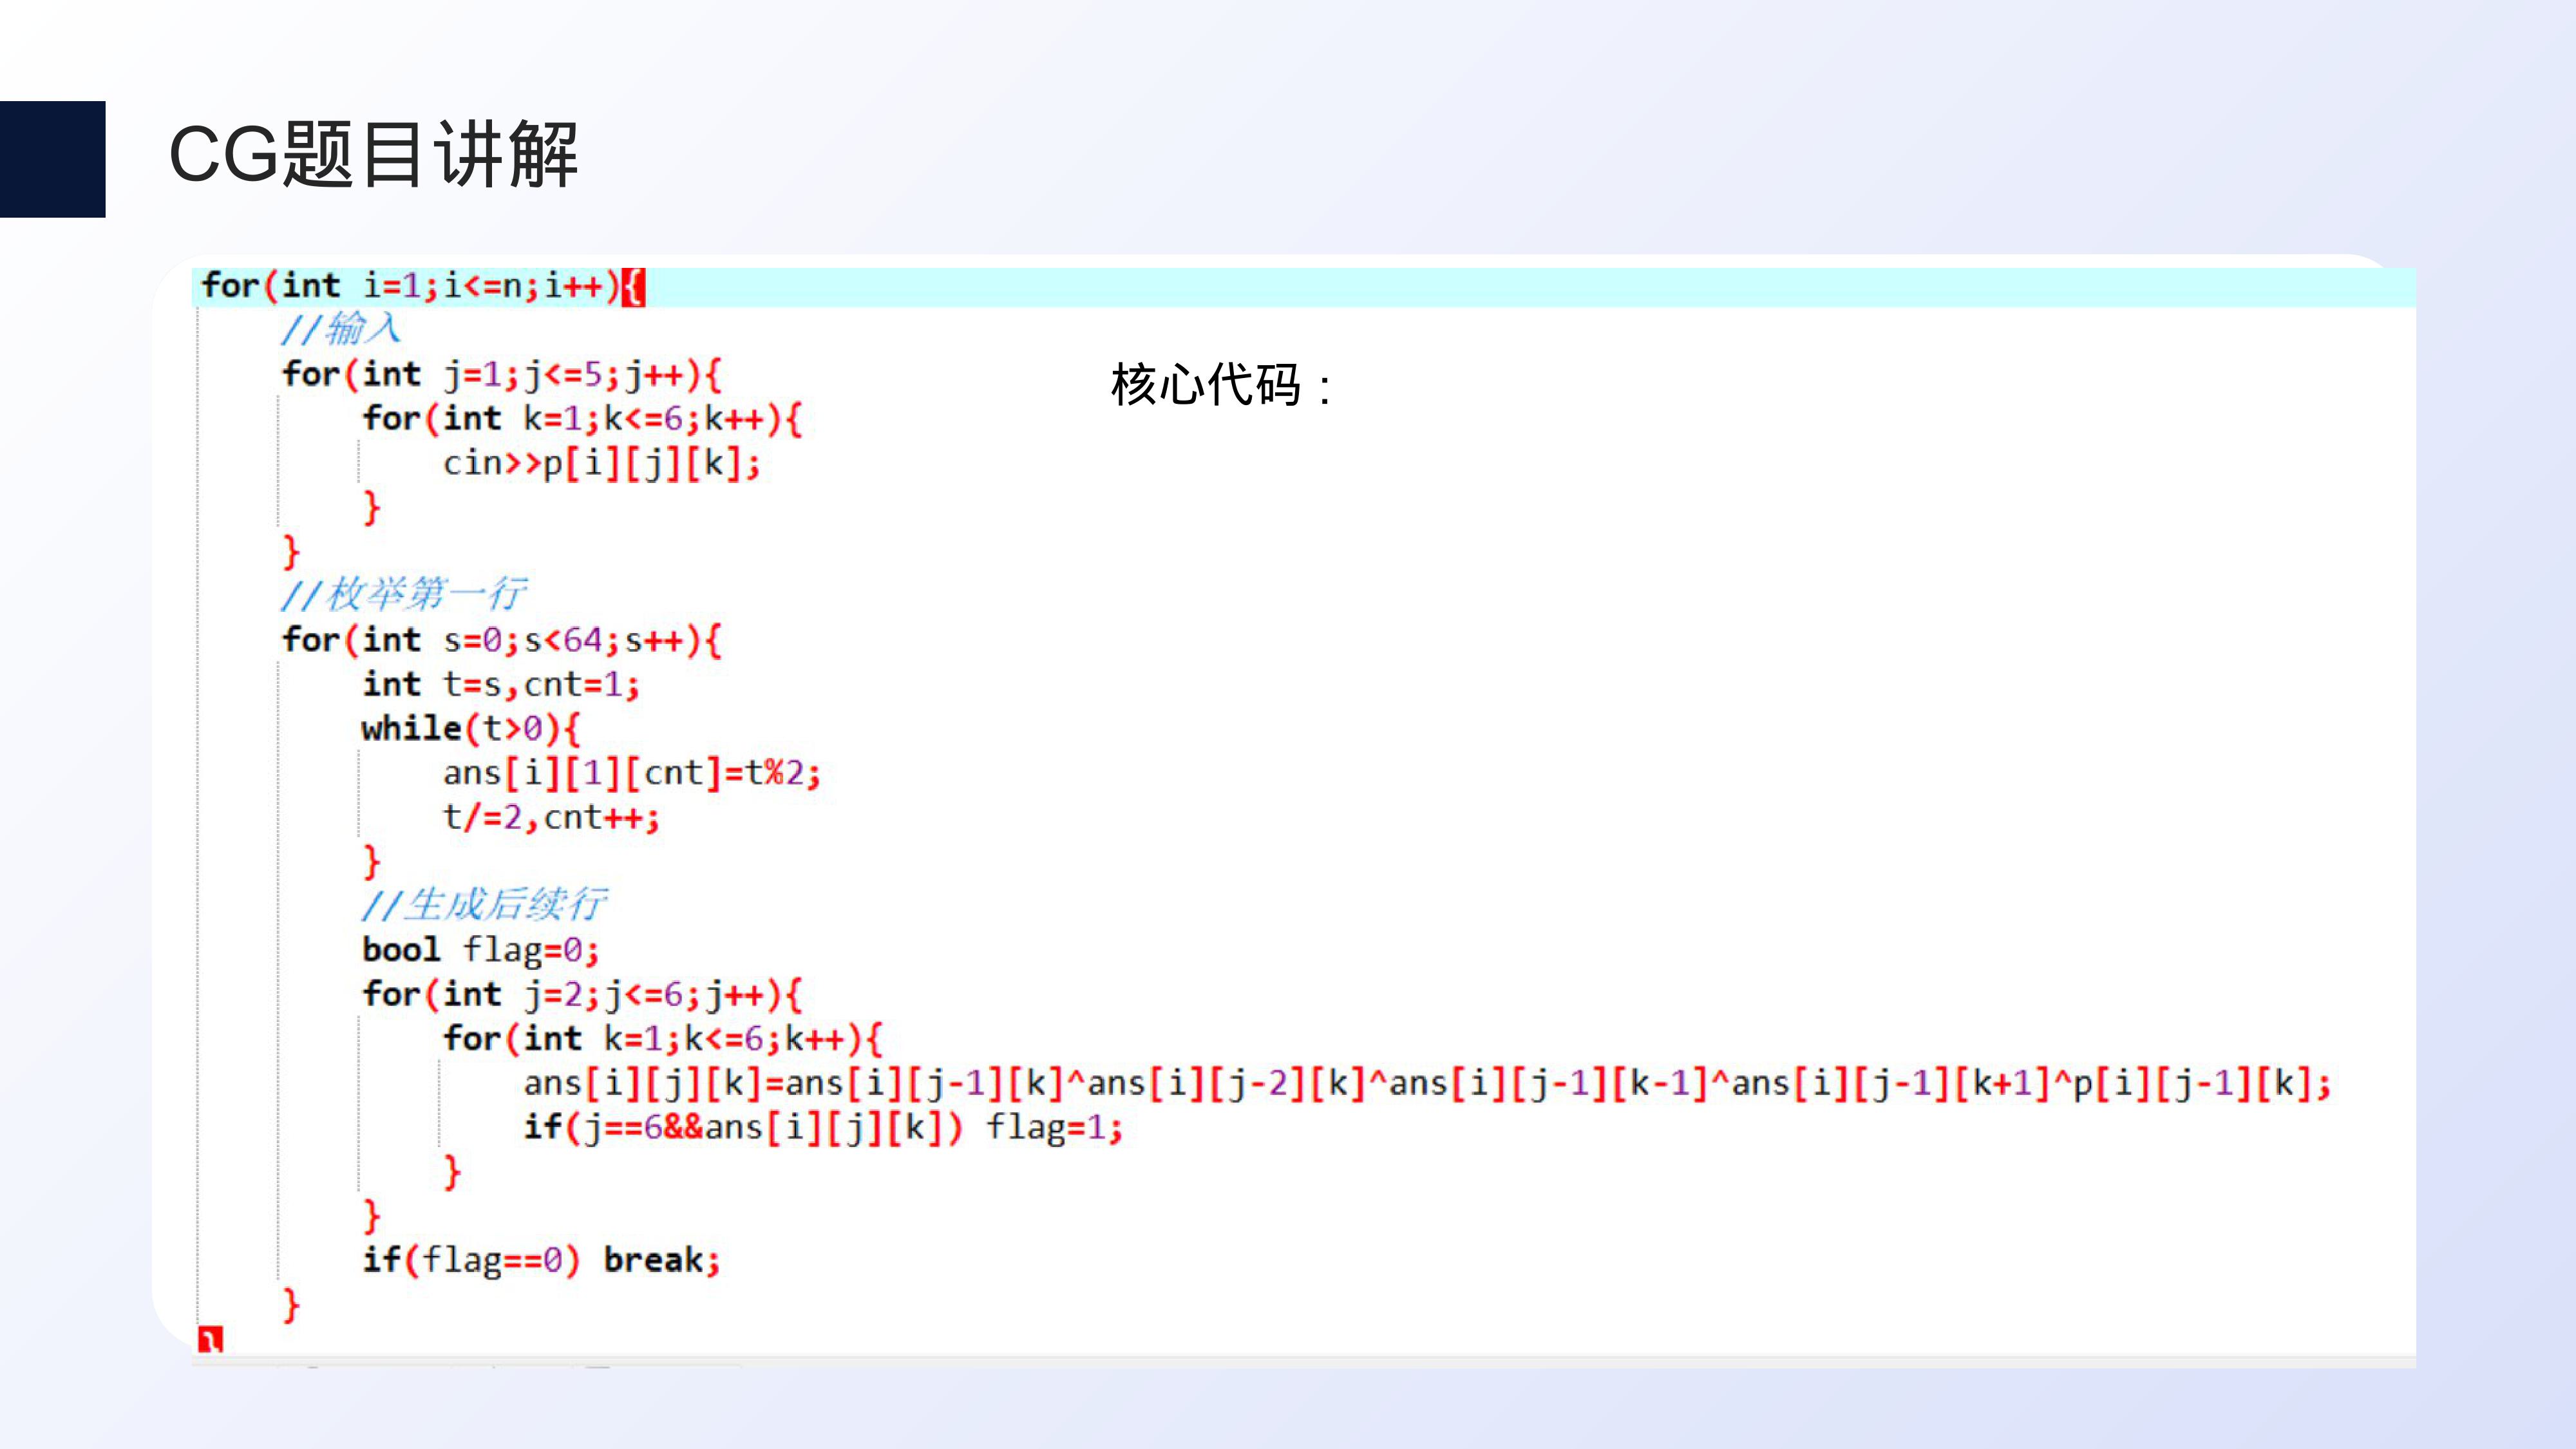 CG题目讲解
for(int i=1;i<=n;i++){
//输入
for(int j=1;j<=5;j++){
核心代码：
for(int k=1;k<=6;k++){
cin>>p[i][j][k];
}
}
//枚举第一行
for(int s=0;s<64;s++){
int t=s,cnt=1;
while(t>0){
ans[i][1][cnt]=t%2;
t/=2,cnt++;
}
//生成后续行
bool flag=0;
for(int j=2;j<=6;j++){
for(int k=1;k<=6;k++){
ans[i][j][k]=ans[i][j-1][k]^ans[i][j-2][k]^ans[i][j-1][k-1]^ans[i][j-1][k+1]^p[i][j-1][k];
if(j==6&&ans[i][j][k]) flag=1;
}
}
if(flag==0) break;
}
}